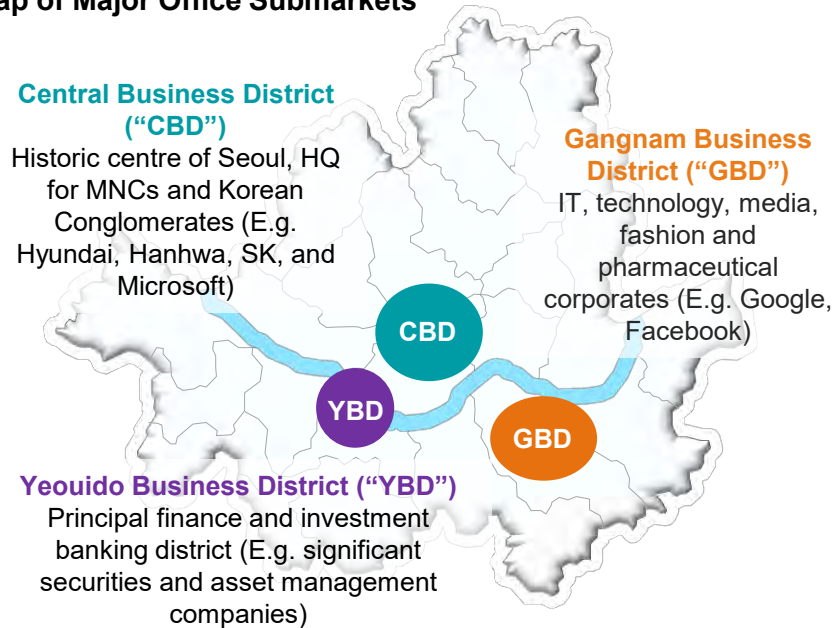 ap of Major Office Submarkets
Central Business District
(“CBD”)
Historic centre of Seoul, HQ
for MNCs and Korean
Conglomerates (E.g.
Hyundai, Hanhwa, SK, and
Microsoft)
Gangnam Business
District (“GBD”)
IT, technology, media,
fashion and
pharmaceutical
corporates (E.g. Google,
Facebook)
CBD
YBD
GBD
Yeouido Business District (“YBD”)
Principal finance and investment
banking district (E.g. significant
securities and asset management
companies)